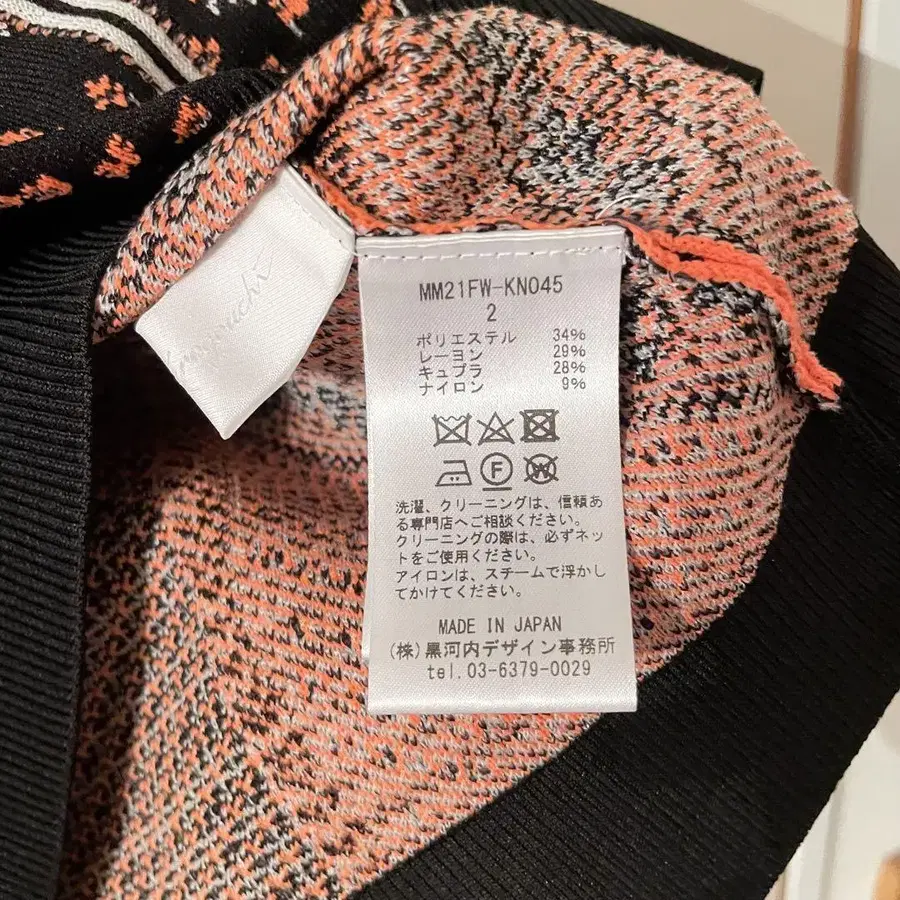 MM21FW-KN045
2
ポリエステル 34%
レーヨン 29%
キュプラ 28%
ナイロン 9%
F
W
洗濯、クリーニングは、信頼あ
る専門店へご相談ください。
クリーニングの際は、必ずネッ
トをご使用ください。
アイロンは、スチームで浮かし
てかけてください。
MADE IN JAPAN
(株)黒河内デザイン事務所
tel.03-6379-0029